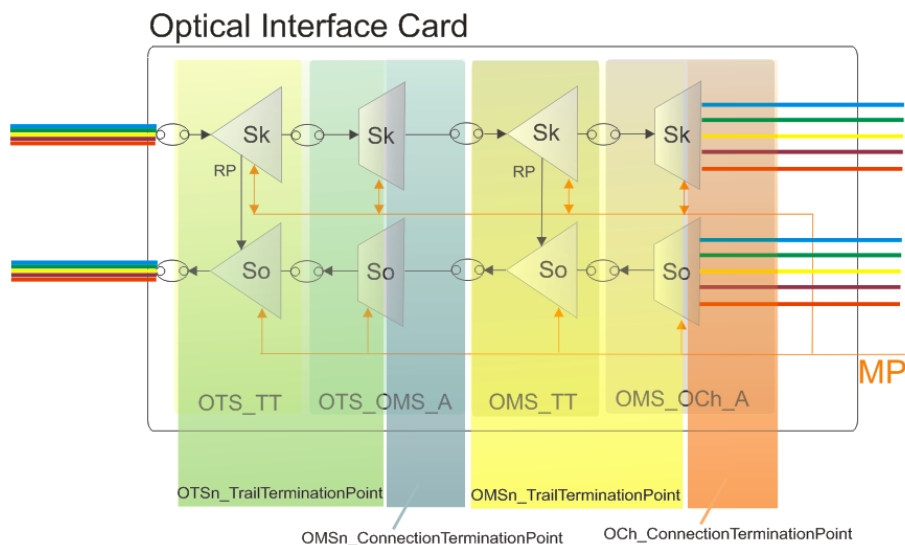 Optical Interface Card
Sk
Sk
Sk
Sk
RP
RP
So
So
So
So
MP
OTS_TT
OTS_OMS_A
OMS_TT
OMS_OCh_A
OTSn_TrailTerminationPoint
OMSn_TrailTerminationPoint
OMSn_ConnectionTerminationPoint
OCh_ConnectionTerminationPoint